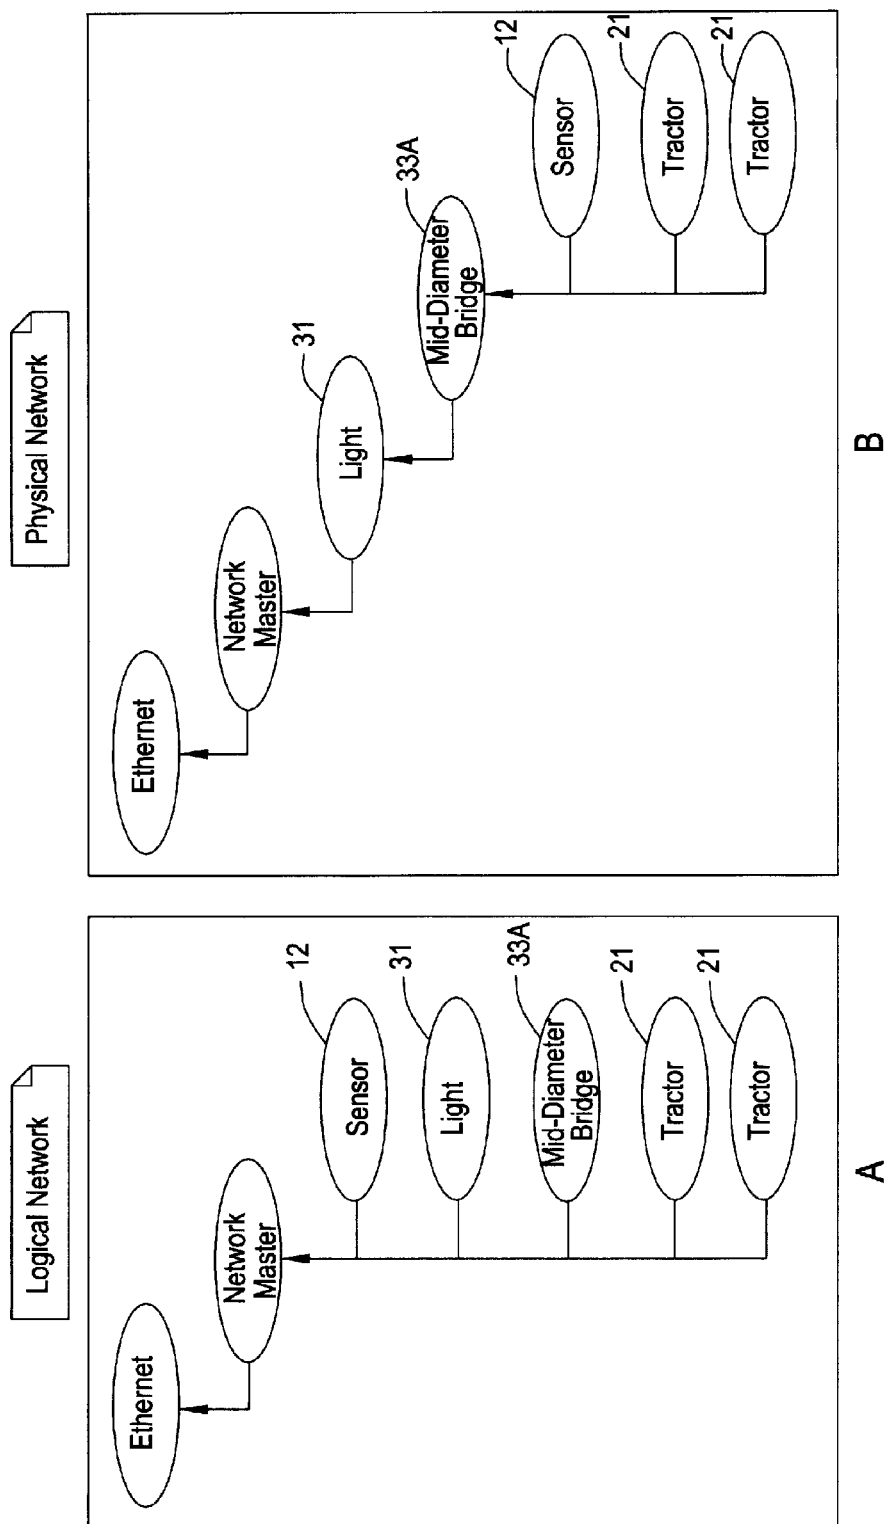 Logical Network
Ethernet
Network
Master
Sensor
12
Light
31
Mid-Diameter
Bridge
33A
Tractor
21
Tractor
21
A
Physical Network
Ethernet
Network
Master
Light
31
Mid-Diameter
Bridge
33A
Sensor
12
Tractor
21
Tractor
21
B